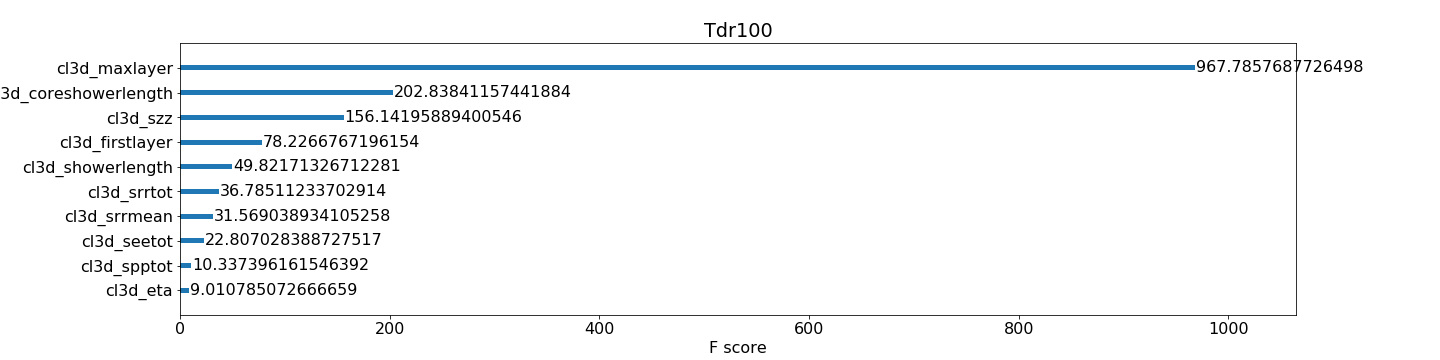 Tdr100
cl3d_maxlayer 967.7857687726498
3d_coreshowerlength 202.83841157441884
cl3d_szz 156.14195889400546
cl3d_firstlayer 78.2266767196154
cl3d_showerlength 49.82171326712281
cl3d_srrtot 36.78511233702914
cl3d_srrmean 31.569038934105258
cl3d_seetot 22.807028388727517
cl3d_spptot 10.337396161546392
cl3d_eta 9.010785072666659
0 200 400 600 800 1000
F score